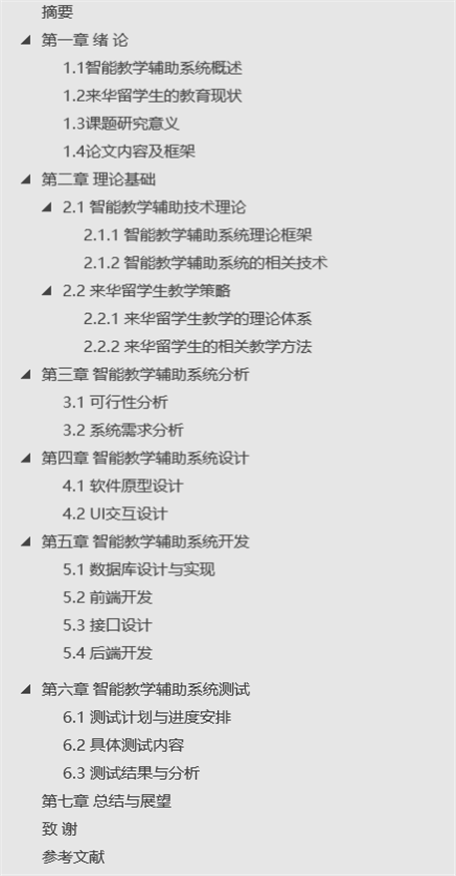 摘要
第一章 绪 论
1.1智能教学辅助系统概述
1.2来华留学生的教育现状
1.3课题研究意义
1.4论文内容及框架
第二章 理论基础
2.1 智能教学辅助技术理论
2.1.1 智能教学辅助系统理论框架
2.1.2 智能教学辅助系统的相关技术
2.2 来华留学生教学策略
2.2.1 来华留学生教学的理论体系
2.2.2 来华留学生的相关教学方法
第三章 智能教学辅助系统分析
3.1 可行性分析
3.2 系统需求分析
第四章 智能教学辅助系统设计
4.1 软件原型设计
4.2 UI交互设计
第五章 智能教学辅助系统开发
5.1 数据库设计与实现
5.2 前端开发
5.3 接口设计
5.4 后端开发
第六章 智能教学辅助系统测试
6.1 测试计划与进度安排
6.2 具体测试内容
6.3 测试结果与分析
第七章 总结与展望
致 谢
参考文献